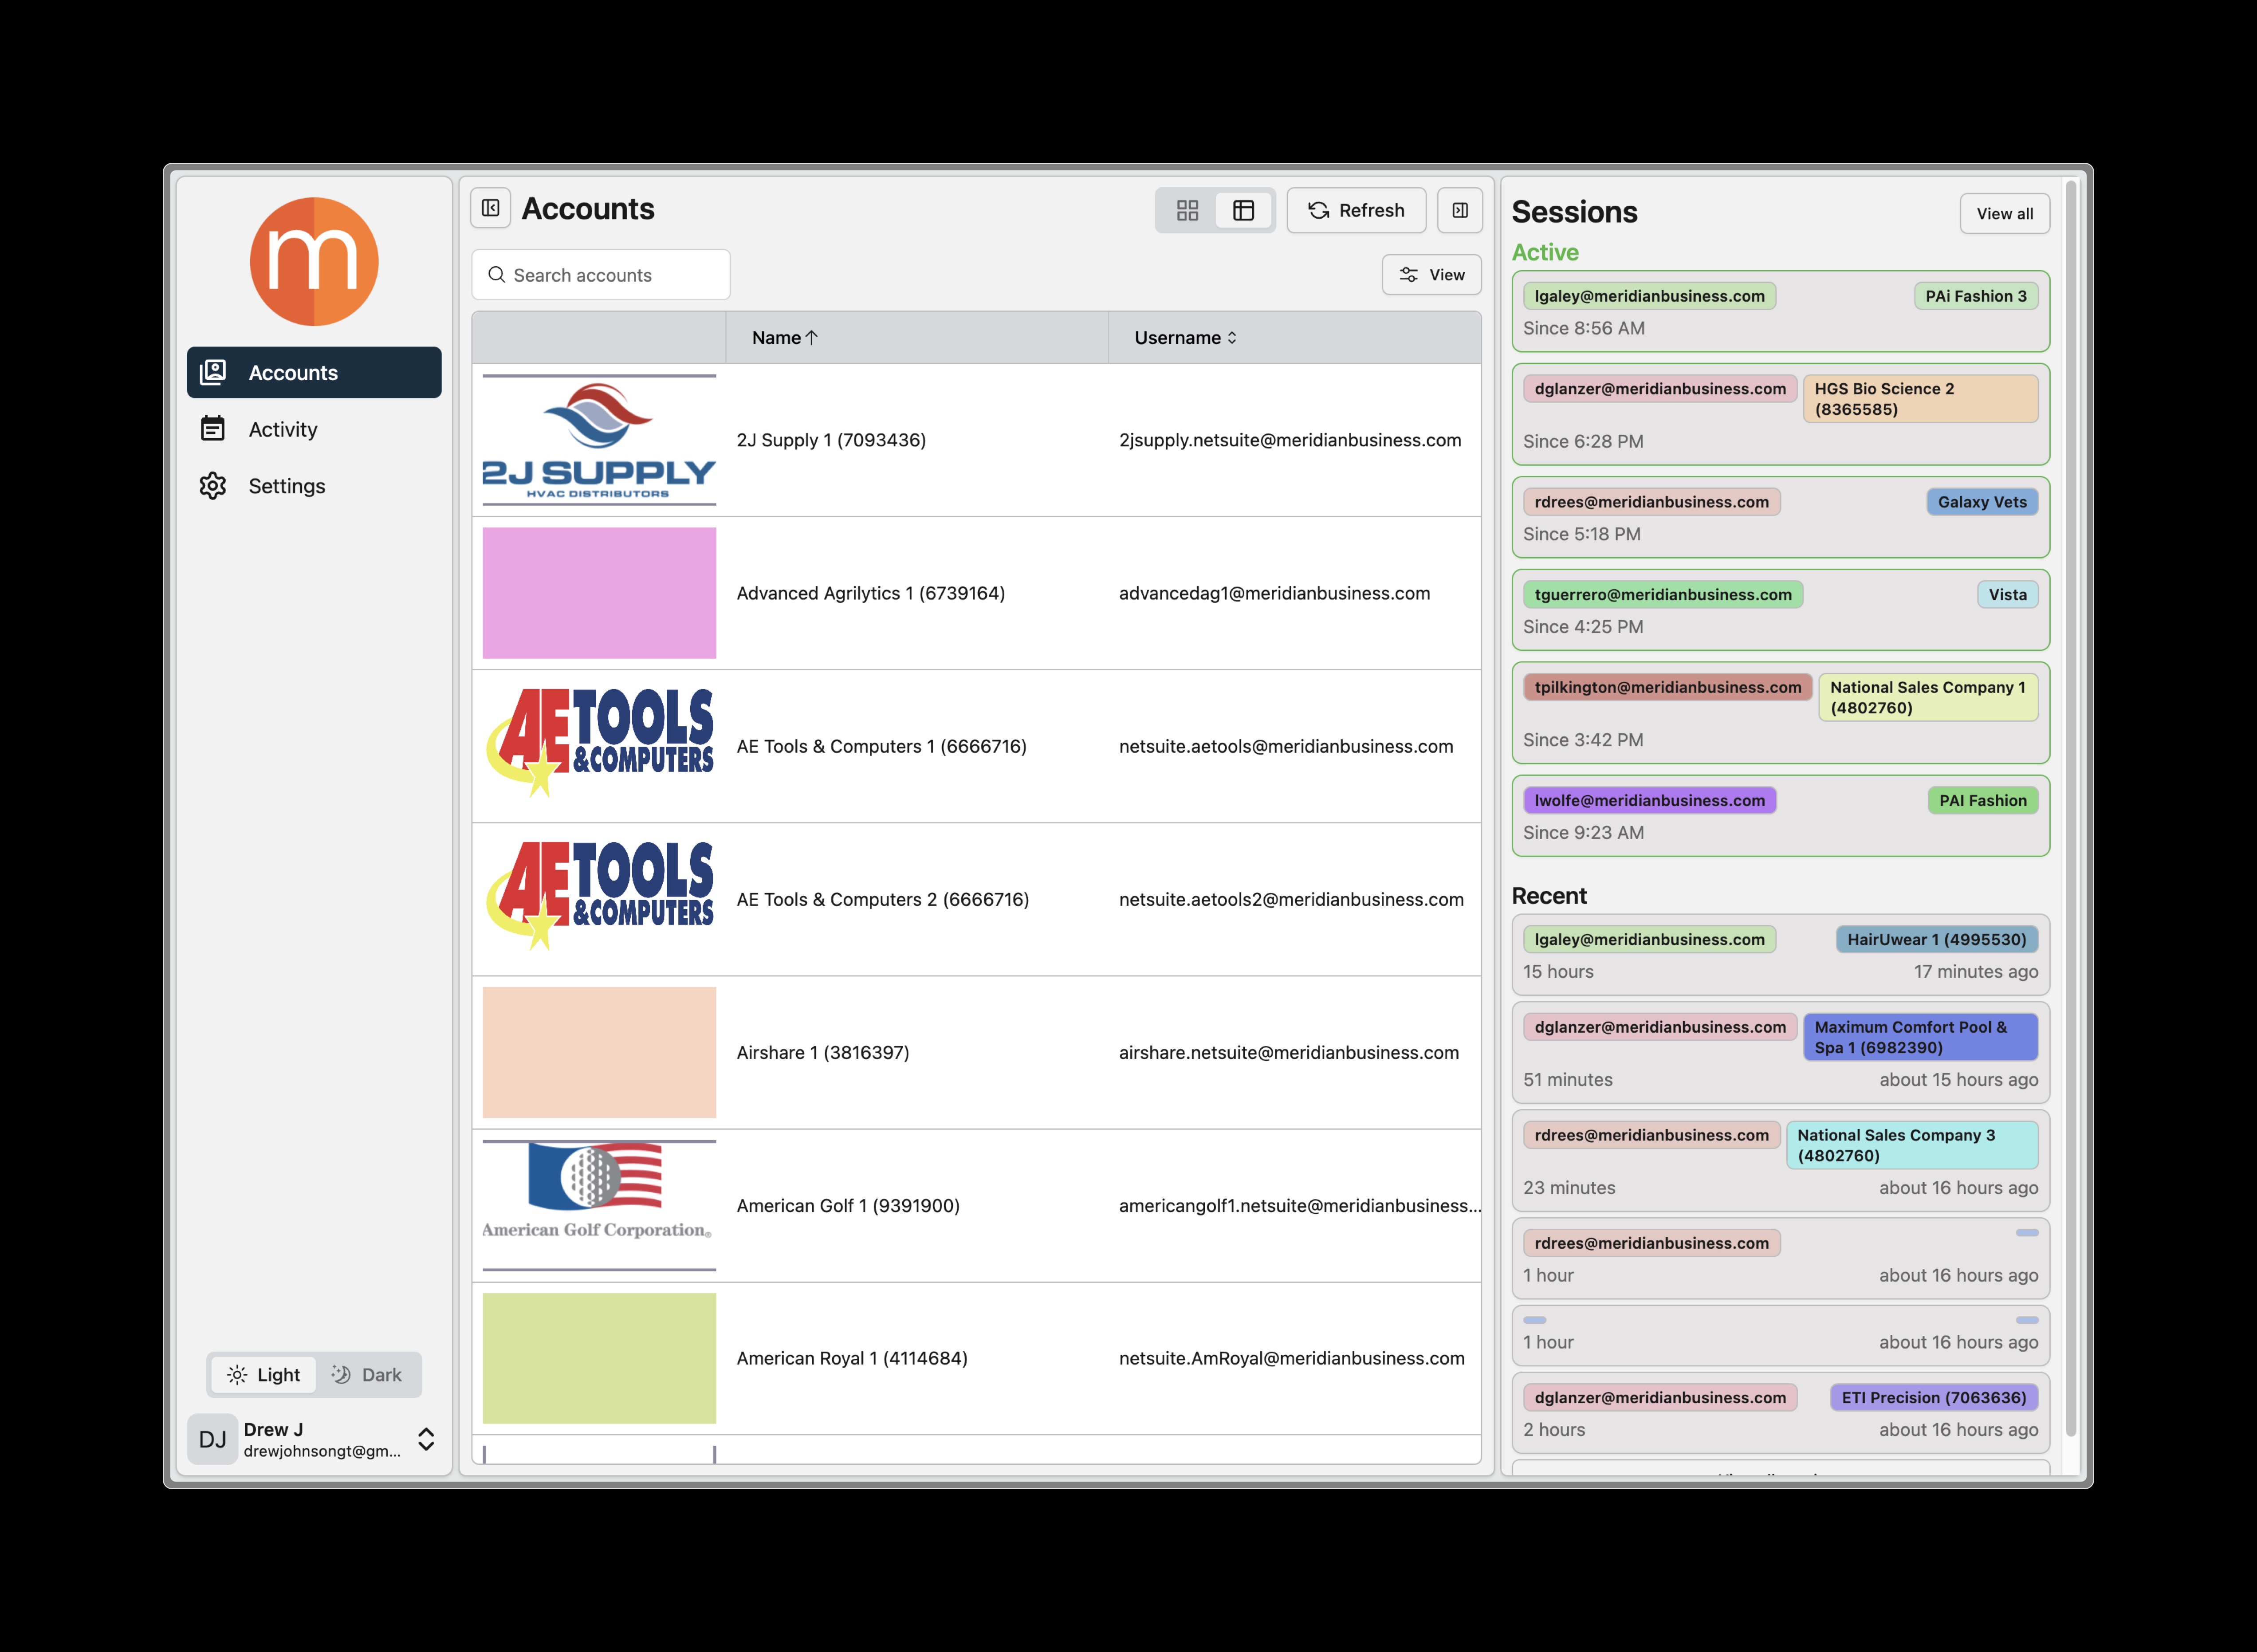 m
Accounts
Activity
Settings
Light
Dark
DJ
Drew J
drewjohnsongt@gm...
Accounts
Refresh
Search accounts
View
Name
Username
2J SUPPLY
HVAC DISTRIBUTORS
2J Supply 1 (7093436)
2jsupply.netsuite@meridianbusiness.com
Advanced Agrilytics 1 (6739164)
advancedag1@meridianbusiness.com
AE TOOLS
&COMPUTERS
AE Tools & Computers 1 (6666716)
netsuite.aetools@meridianbusiness.com
AE TOOLS
&COMPUTERS
AE Tools & Computers 2 (6666716)
netsuite.aetools2@meridianbusiness.com
Airshare 1 (3816397)
airshare.netsuite@meridianbusiness.com
American Golf Corporation®
American Golf 1 (9391900)
americangolf1.netsuite@meridianbusiness...
American Royal 1 (4114684)
netsuite.AmRoyal@meridianbusiness.com
Sessions
View all
Active
lgaley@meridianbusiness.com
PAi Fashion 3
Since 8:56 AM
dglanzer@meridianbusiness.com
HGS Bio Science 2
(8365585)
Since 6:28 PM
rdrees@meridianbusiness.com
Galaxy Vets
Since 5:18 PM
tguerrero@meridianbusiness.com
Vista
Since 4:25 PM
tpilkington@meridianbusiness.com
National Sales Company 1
(4802760)
Since 3:42 PM
lwolfe@meridianbusiness.com
PAI Fashion
Since 9:23 AM
Recent
lgaley@meridianbusiness.com
HairUwear 1 (4995530)
15 hours
17 minutes ago
dglanzer@meridianbusiness.com
Maximum Comfort Pool &
Spa 1 (6982390)
51 minutes
about 15 hours ago
rdrees@meridianbusiness.com
National Sales Company 3
(4802760)
23 minutes
about 16 hours ago
rdrees@meridianbusiness.com
1 hour
about 16 hours ago
1 hour
about 16 hours ago
dglanzer@meridianbusiness.com
ETI Precision (7063636)
2 hours
about 16 hours ago